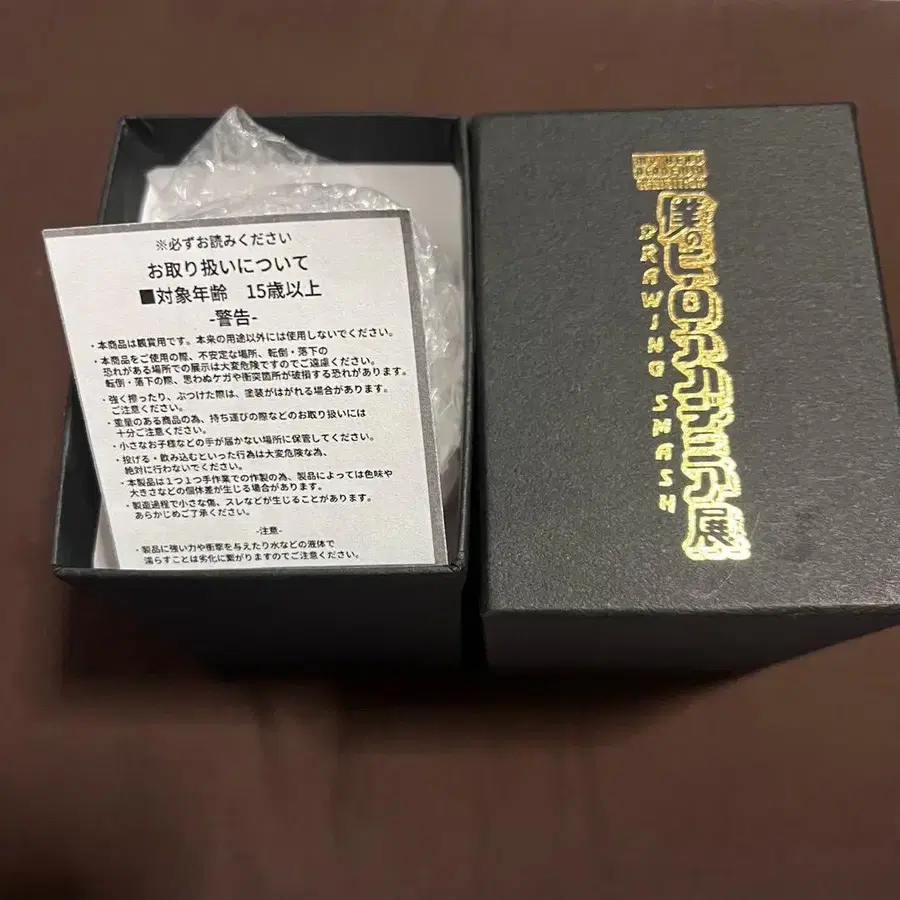 ※必ずお読みください
お取り扱いについて
■対象年齢 15歳以上
-警告-
・本商品は観賞用です。本来の用途以外には使用しないでください。
・本商品をご使用の際、不安定な場所、転倒・落下の
恐れがある場所での展示は大変危険ですのでご遠慮ください。
転倒・落下の際、思わぬケガや衝突箇所が破損する恐れがあります。
・強く擦ったり、ぶつけた際は、塗装がはがれる場合があります。
ご注意ください。
・重量のある商品の為、持ち運びの際などのお取り扱いには
十分ご注意ください。
・小さなお子様などの手が届かない場所に保管してください。
・投げる・飲み込むといった行為は大変危険な為、
絶対に行わないでください。
・本製品は1つ1つ手作業での作製の為、製品によっては色味や
大きさなどの個体差が生じる場合があります。
・製造過程で小さな傷、スレなどが生じることがあります。
あらかじめご了承ください。
-注意-
・製品に強い力や衝撃を与えたり水などの液体で
濡らすことは劣化に繋がりますのでご注意ください。
MY HERO
ACADEMIA
EXHIBITION
僕のヒーローアカデミア展
DRAWING SMASH